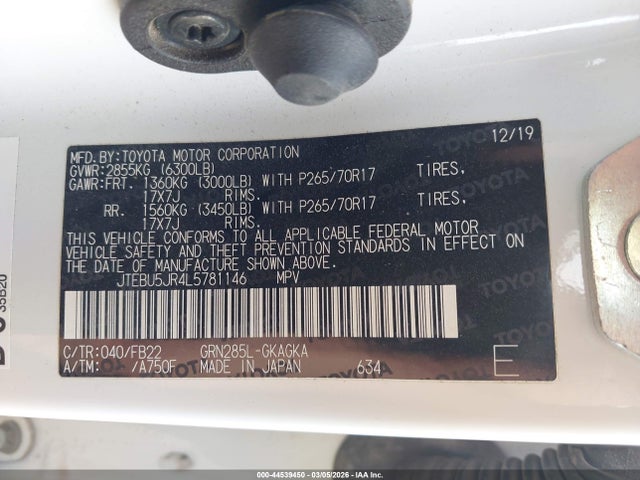 MFD.BY:TOYOTA MOTOR CORPORATION 12/19
GVWR:2855KG (6300LB)
GAWR:FRT. 1360KG (3000LB) WITH P265/70R17 TIRES,
17X7J RIMS.
RR. 1560KG (3450LB) WITH P265/70R17 TIRES,
17X7J RIMS.
THIS VEHICLE CONFORMS TO ALL APPLICABLE FEDERAL MOTOR
VEHICLE SAFETY AND THEFT PREVENTION STANDARDS IN EFFECT ON
THE DATE OF MANUFACTURE SHOWN ABOVE.
JTEBU5JR4L5781146 MPV
C/TR:040/FB22 GRN285L-GKAGKA
A/TM: /A750F MADE IN JAPAN 634 E
35B20
000-44539450 | 03/05/2026 - COPYRIGHT IAA, LLC.